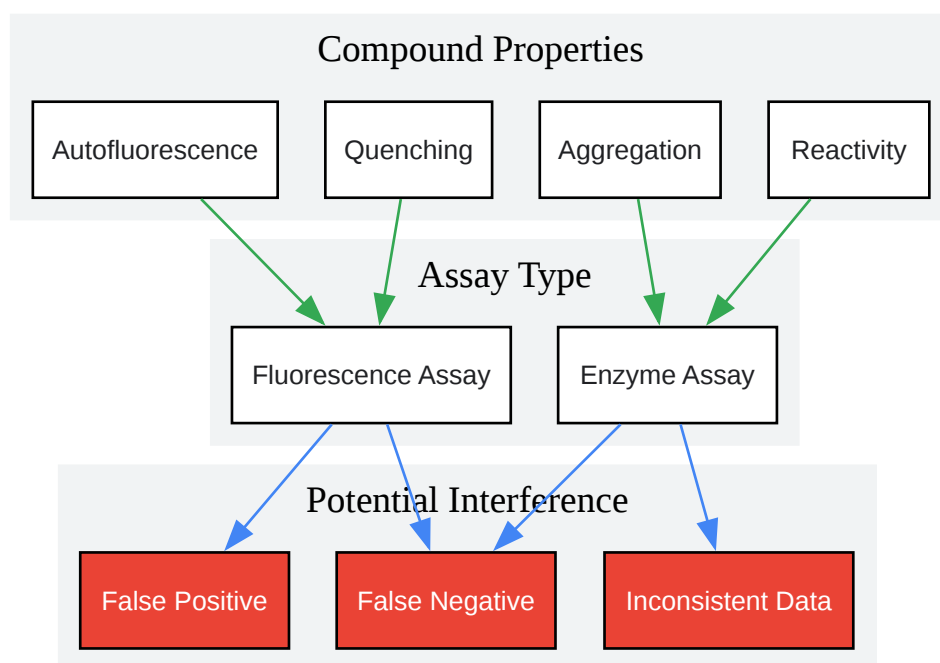 Compound Properties
Autofluorescence
Quenching
Aggregation
Reactivity
Assay Type
Fluorescence Assay
Enzyme Assay
Potential Interference
False Positive
False Negative
Inconsistent Data